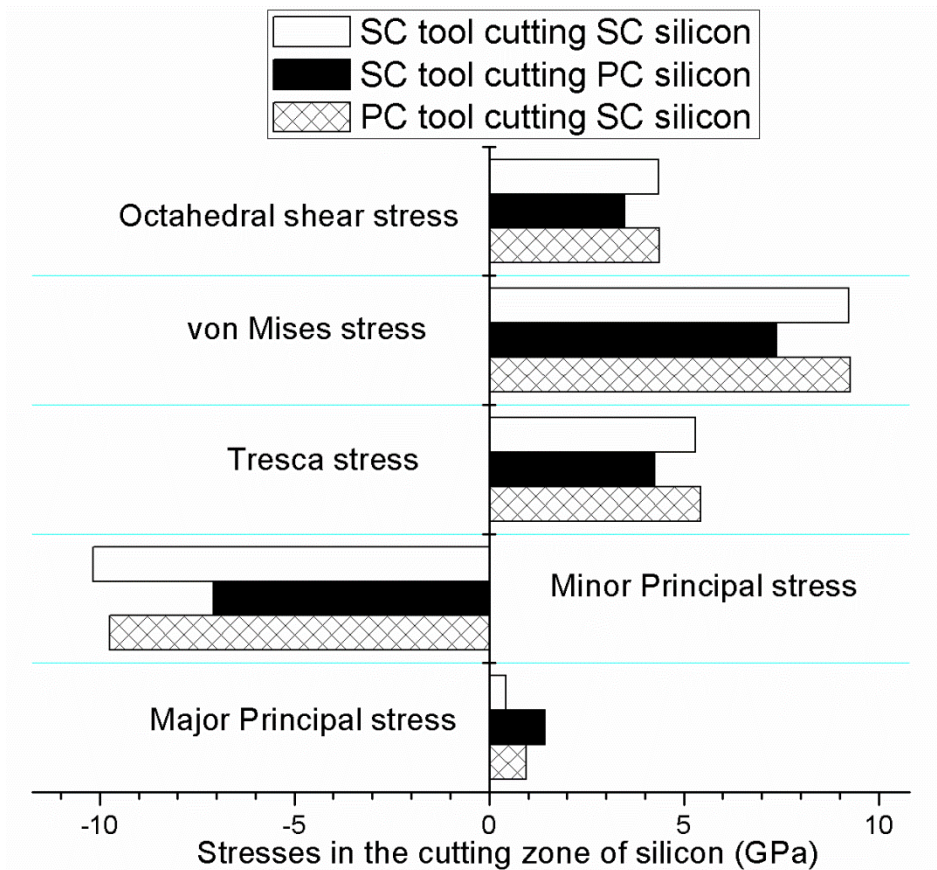 SC tool cutting SC silicon
SC tool cutting PC silicon
PC tool cutting SC silicon
Octahedral shear stress
von Mises stress
Tresca stress
Minor Principal stress
Major Principal stress
-10 -5 0 5 10
Stresses in the cutting zone of silicon (GPa)